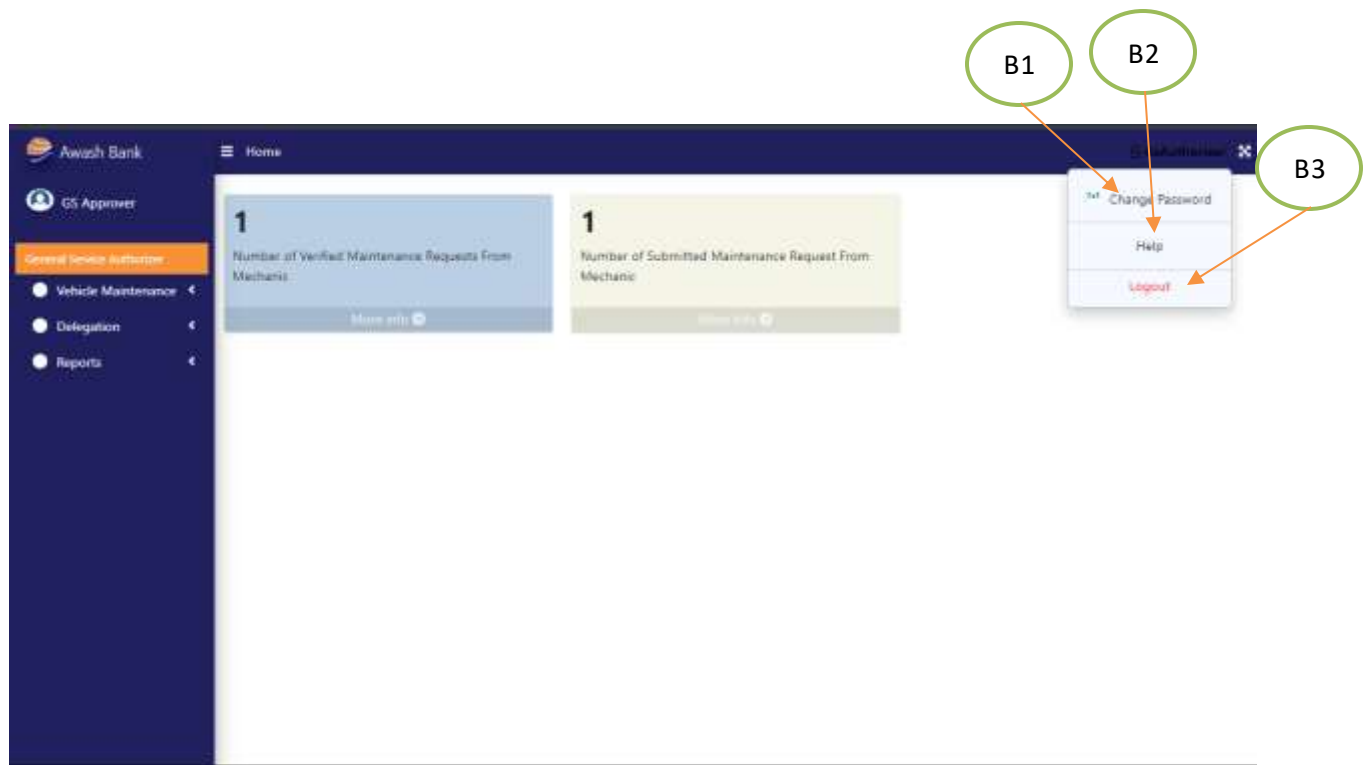 B1
B2
B3
Awash Bank
Home
GS Approver
General Service Authorizer
Vehicle Maintenance
Delegation
Reports
1
Number of Verified Maintenance Requests From
Mechanic
More info
1
Number of Submitted Maintenance Request From
Mechanic
More info
Change Password
Help
Logout